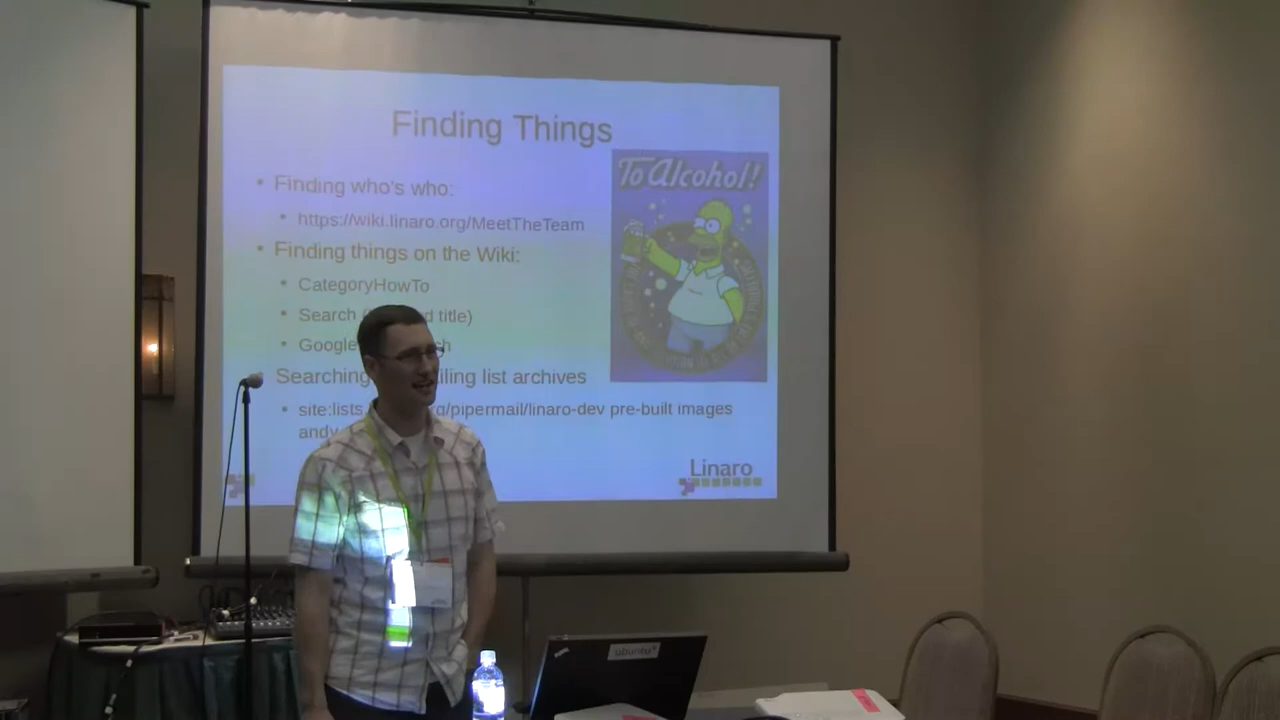 Finding Things
To Alcohol!
• Finding who's who:
• https://wiki.linaro.org/MeetTheTeam
• Finding things on the Wiki:
• CategoryHowTo
• Search title)
• Google
Searching list archives
• site:lists pipermail/linaro-dev pre-built images
andy
Linaro
ubuntu